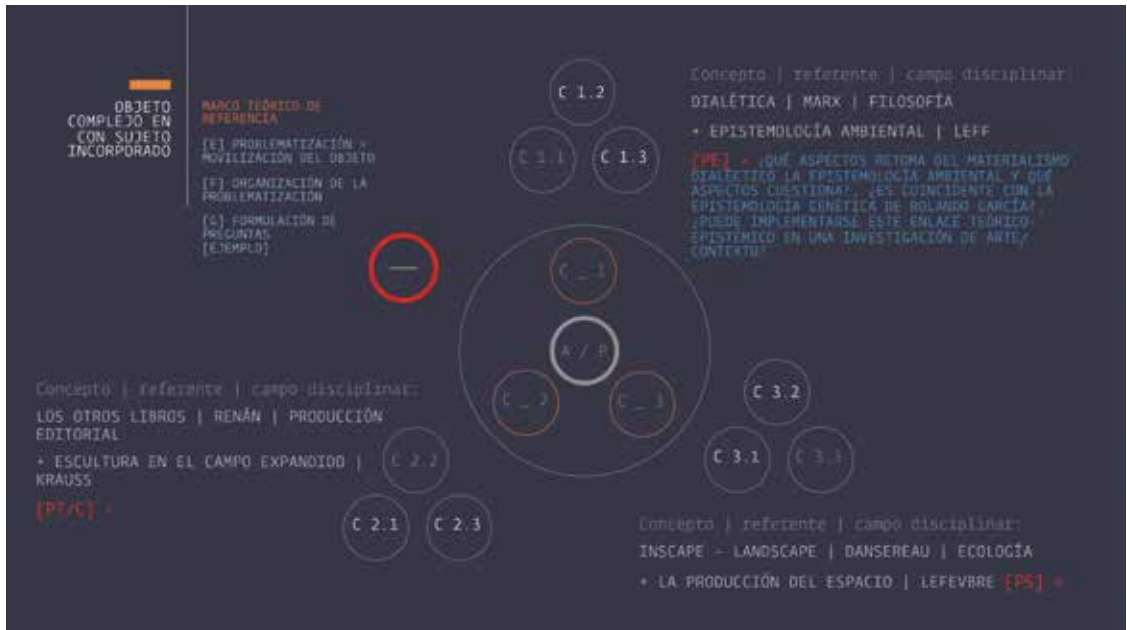 OBJETO
COMPLEJO EN
CON SUJETO
INCORPORADO
MARCO TEÓRICO DE
REFERENCIA
[E] PROBLEMATIZACIÓN >
MOVILIZACIÓN DEL OBJETO
[F] ORGANIZACIÓN DE LA
PROBLEMATIZACIÓN
[G] FORMULACIÓN DE
PREGUNTAS
[EJEMPLO]
C 1.2
C 1.1
C 1.3
Concepto | referente | campo disciplinar:
DIALÉTICA | MARX | FILOSOFÍA
+ EPISTEMOLOGÍA AMBIENTAL | LEFF
[PE] > ¿QUÉ ASPECTOS RETOMA DEL MATERIALISMO
DIALÉCTICO LA EPISTEMOLOGÍA AMBIENTAL Y QUÉ
ASPECTOS CUESTIONA?, ¿ES COINCIDENTE CON LA
EPISTEMOLOGÍA GENÉTICA DE ROLANDO GARCÍA?,
¿PUEDE IMPLEMENTARSE ESTE ENLACE TEÓRICO-
EPISTÉMICO EN UNA INVESTIGACIÓN DE ARTE/
CONTEXTO?
C _ 1
A / P
C _ 2
C _ 3
Concepto | referente | campo disciplinar:
LOS OTROS LIBROS | RENÁN | PRODUCCIÓN
EDITORIAL
+ ESCULTURA EN EL CAMPO EXPANDIDO |
KRAUSS
[PT/C] >
C 2.2
C 2.1
C 2.3
C 3.2
C 3.1
C 3.3
Concepto | referente | campo disciplinar:
INSCAPE - LANDSCAPE | DANSEREAU | ECOLOGÍA
+ LA PRODUCCIÓN DEL ESPACIO | LEFEVBRE [PS] >